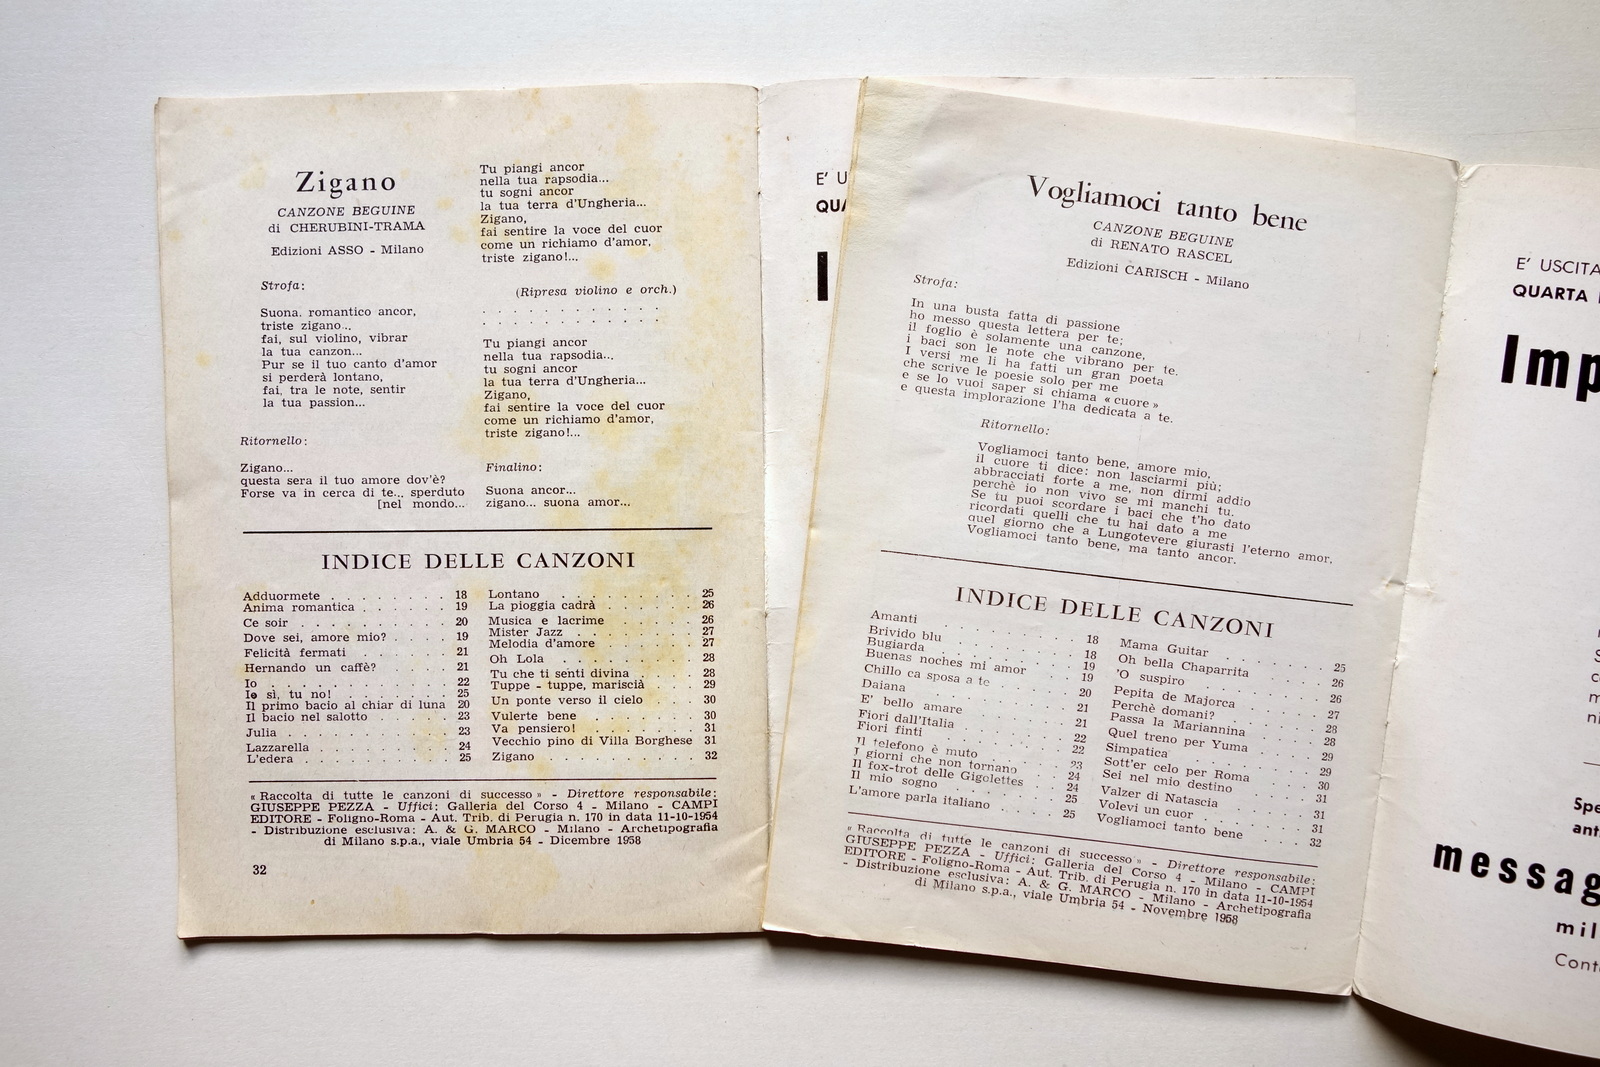 Zigano
CANZONE BEGUINE
di CHERUBINI-TRAMA
Edizioni ASSO - Milano
Strofa:
Suona. romantico ancor,
triste zigano...
fai, sul violino, vibrar
la tua canzon...
Pur se il tuo canto d'amor
si perderà lontano,
fai, tra le note, sentir
la tua passion...
Ritornello:
Zigano...
questa sera il tuo amore dov'è?
Forse va in cerca di te... sperduto
[nel mondo...
Tu piangi ancor
nella tua rapsodia...
tu sogni ancor
la tua terra d'Ungheria...
Zigano,
fai sentire la voce del cuor
come un richiamo d'amor,
triste zigano!...
(Ripresa violino e orch.)
. . . . . . . . . . . . .
. . . . . . . . . . . . .
Tu piangi ancor
nella tua rapsodia...
tu sogni ancor
la tua terra d'Ungheria...
Zigano,
fai sentire la voce del cuor
come un richiamo d'amor,
triste zigano!...
Finalino:
Suona ancor...
zigano... suona amor...
INDICE DELLE CANZONI
Adduormete . . . . . . . . 18
Anima romantica . . . . . . 19
Ce soir . . . . . . . . . . 20
Dove sei, amore mio? . . . . 19
Felicità fermati . . . . . . 21
Hernando un caffè? . . . . 21
Io . . . . . . . . . . . . 22
Io sì, tu no! . . . . . . . . 25
Il primo bacio al chiar di luna 20
Il bacio nel salotto . . . . . 23
Julia . . . . . . . . . . . 23
Lazzarella . . . . . . . . . 24
L'edera . . . . . . . . . . 25
Lontano . . . . . . . . . . 25
La pioggia cadrà . . . . . . 26
Musica e lacrime . . . . . . 26
Mister Jazz . . . . . . . . 27
Melodia d'amore . . . . . . 27
Oh Lola . . . . . . . . . . 28
Tu che ti senti divina . . . . 28
Tuppe - tuppe, mariscià . . . 29
Un ponte verso il cielo . . . 30
Vulerte bene . . . . . . . . 30
Va pensiero! . . . . . . . . 31
Vecchio pino di Villa Borghese 31
Zigano . . . . . . . . . . 32
« Raccolta di tutte le canzoni di successo » - Direttore responsabile:
GIUSEPPE PEZZA - Uffici: Galleria del Corso 4 - Milano - CAMPI
EDITORE - Foligno-Roma - Aut. Trib. di Perugia n. 170 in data 11-10-1954
- Distribuzione esclusiva: A. & G. MARCO - Milano - Archetipografia
di Milano s.p.a., viale Umbria 54 - Dicembre 1958
32
E' U
QUA
I
Vogliamoci tanto bene
CANZONE BEGUINE
di RENATO RASCEL
Edizioni CARISCH - Milano
Strofa:
In una busta fatta di passione
ho messo questa lettera per te;
il foglio è solamente una canzone,
i baci son le note che vibrano per te.
I versi me li ha fatti un gran poeta
che scrive le poesie solo per me
e se lo vuoi saper si chiama « cuore »
e questa implorazione l'ha dedicata a te.
Ritornello:
Vogliamoci tanto bene, amore mio,
il cuore ti dice: non lasciarmi più;
abbracciati forte a me, non dirmi addio
perchè io non vivo se mi manchi tu.
Se tu puoi scordare i baci che t'ho dato
ricordati quelli che tu hai dato a me
quel giorno che a Lungotevere giurasti l'eterno amor,
Vogliamoci tanto bene, ma tanto ancor.
INDICE DELLE CANZONI
Amanti . . . . . . . . . . 18
Brivido blu . . . . . . . . 18
Bugiarda . . . . . . . . . 19
Buenas noches mi amor . . . 19
Chillo ca sposa a te . . . . 20
Daiana . . . . . . . . . . 21
E' bello amare . . . . . . . 21
Fiori dall'Italia . . . . . . 22
Fiori finti . . . . . . . . . 22
Il telefono è muto . . . . . 23
I giorni che non tornano . . 24
Il fox-trot delle Gigolettes . . 24
Il mio sogno . . . . . . . . 25
L'amore parla italiano . . . 25
Mama Guitar . . . . . . . . 25
Oh bella Chaparrita . . . . . 26
'O suspiro . . . . . . . . . 26
Pepita de Majorca . . . . . 27
Perchè domani? . . . . . . 28
Passa la Mariannina . . . . 28
Quel treno per Yuma . . . . 29
Simpatica . . . . . . . . . 29
Sott'er celo per Roma . . . . 30
Sei nel mio destino . . . . . 31
Valzer di Natascia . . . . . 31
Volevi un cuor . . . . . . . 31
Vogliamoci tanto bene . . . 32
« Raccolta di tutte le canzoni di successo » - Direttore responsabile:
GIUSEPPE PEZZA - Uffici: Galleria del Corso 4 - Milano - CAMPI
EDITORE - Foligno-Roma - Aut. Trib. di Perugia n. 170 in data 11-10-1954
- Distribuzione esclusiva: A. & G. MARCO - Milano - Archetipografia
di Milano s.p.a., viale Umbria 54 - Novembre 1958
E' USCITA
QUARTA
Imp
Spe
ant
messag
mil
Cont